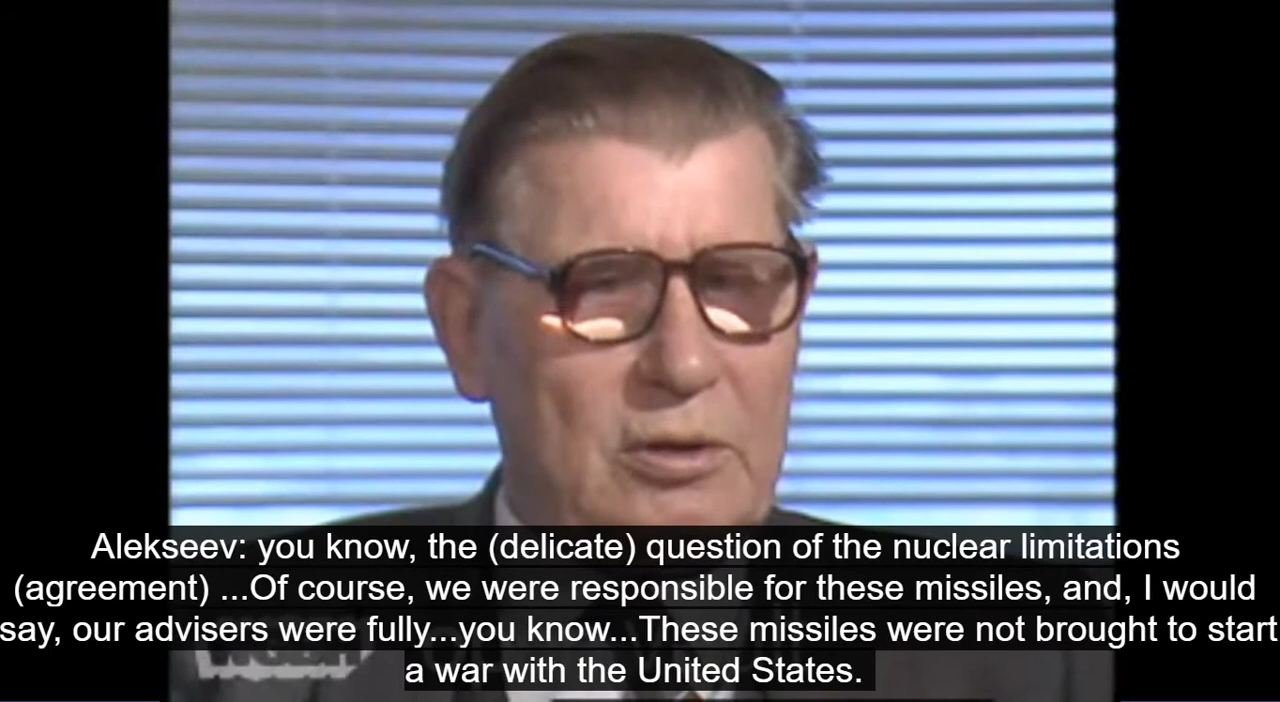 Alekseev: you know, the (delicate) question of the nuclear limitations
(agreement) ...Of course, we were responsible for these missiles, and, I would
say, our advisers were fully...you know...These missiles were not brought to start
a war with the United States.
WGBH